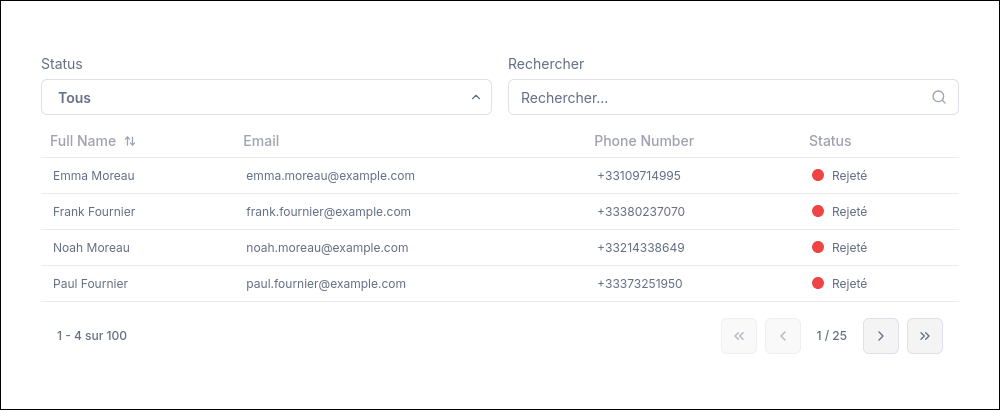 Status
Rechercher
Tous
Rechercher...
Full Name Email Phone Number Status
Emma Moreau emma.moreau@example.com +33109714995 Rejeté
Frank Fournier frank.fournier@example.com +33380237070 Rejeté
Noah Moreau noah.moreau@example.com +33214338649 Rejeté
Paul Fournier paul.fournier@example.com +33373251950 Rejeté
1 - 4 sur 100 1 / 25